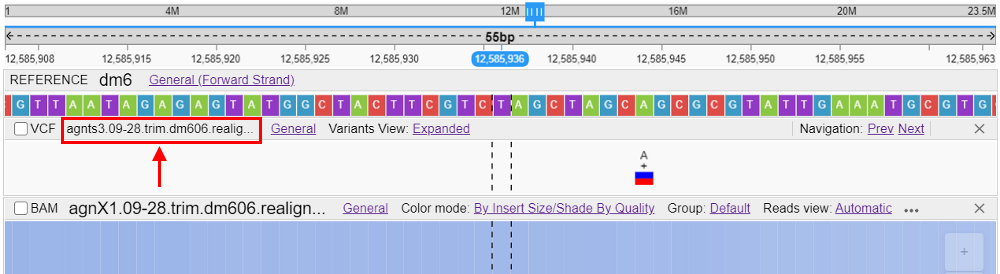 1 4M 8M 12M 16M 20M 23.5M
55bp
12,585,908 12,585,915 12,585,920 12,585,925 12,585,930 12,585,936 12,585,940 12,585,945 12,585,950 12,585,955 12,585,963
REFERENCE dm6 General (Forward Strand)
G T T A A T A G A G A G T A T G G C T A C T T C G T C T A G C T A G C A G C G C G T A T T G A A A T G C G T G
VCF agnts3.09-28.trim.dm606.realign... General Variants View: Expanded Navigation: Prev Next
A
+
BAM agnX1.09-28.trim.dm606.realign... General Color mode: By Insert Size/Shade By Quality Group: Default Reads view: Automatic •••
+